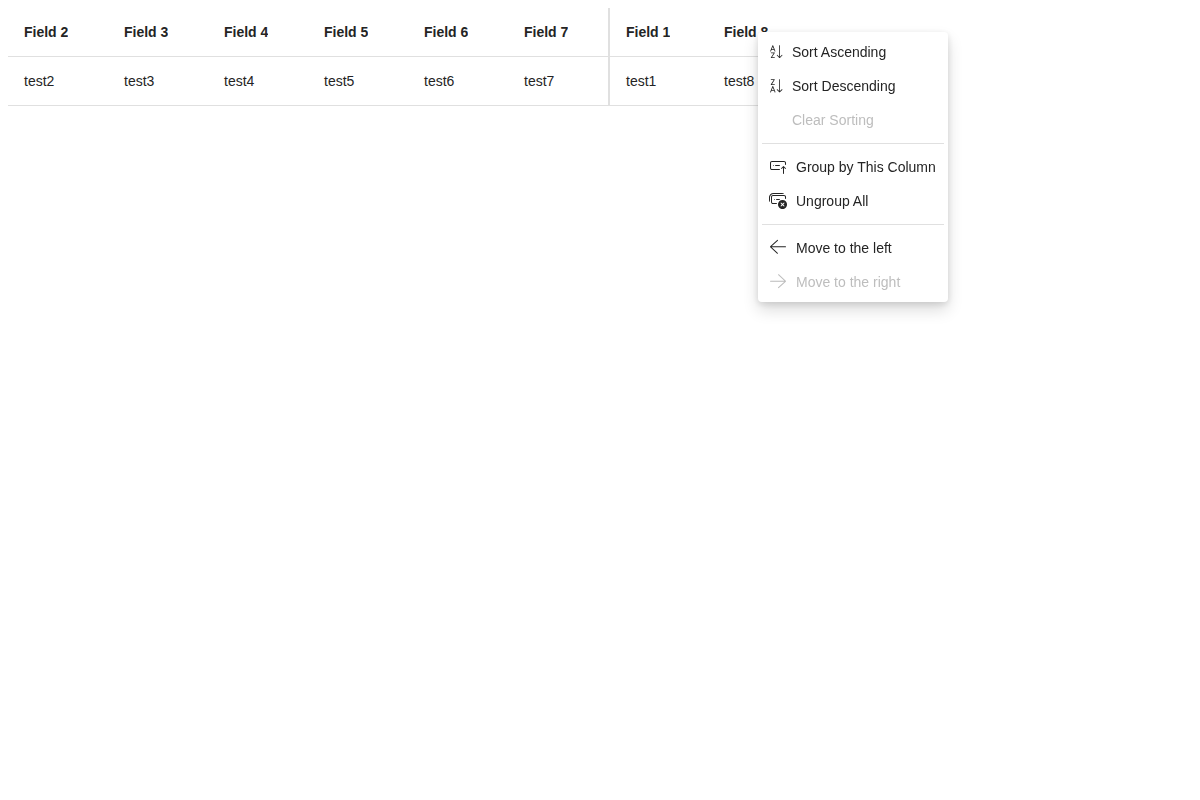 Field 2 Field 3 Field 4 Field 5 Field 6 Field 7 Field 1 Field 8
test2 test3 test4 test5 test6 test7 test1 test8
Sort Ascending
Sort Descending
Clear Sorting
Group by This Column
Ungroup All
Move to the left
Move to the right